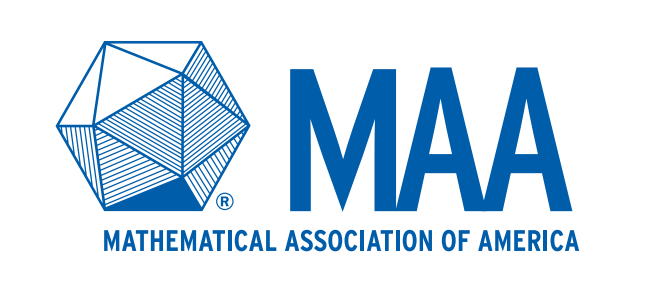 MAA
®
MATHEMATICAL ASSOCIATION OF AMERICA